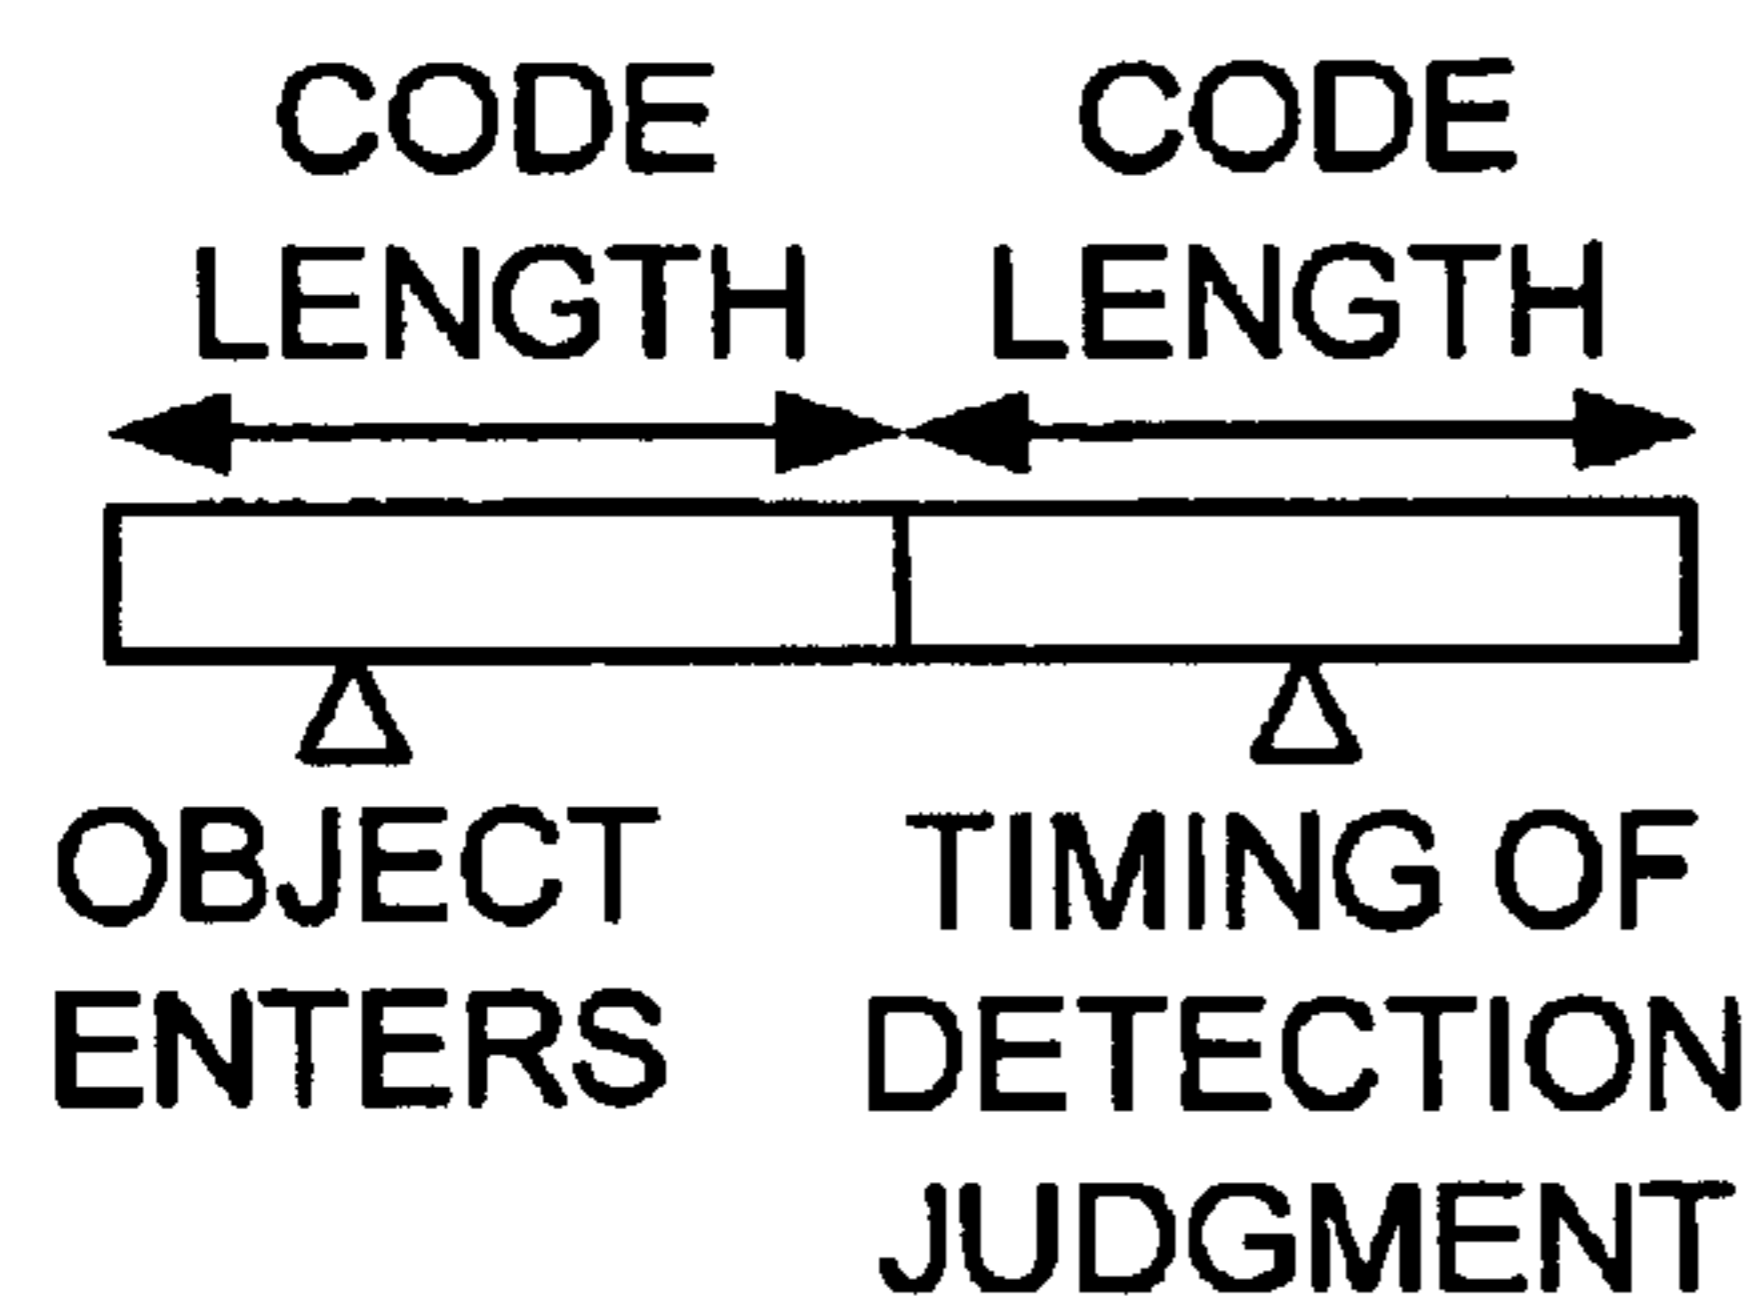 CODE
LENGTH
CODE
LENGTH
OBJECT
ENTERS
TIMING OF
DETECTION
JUDGMENT